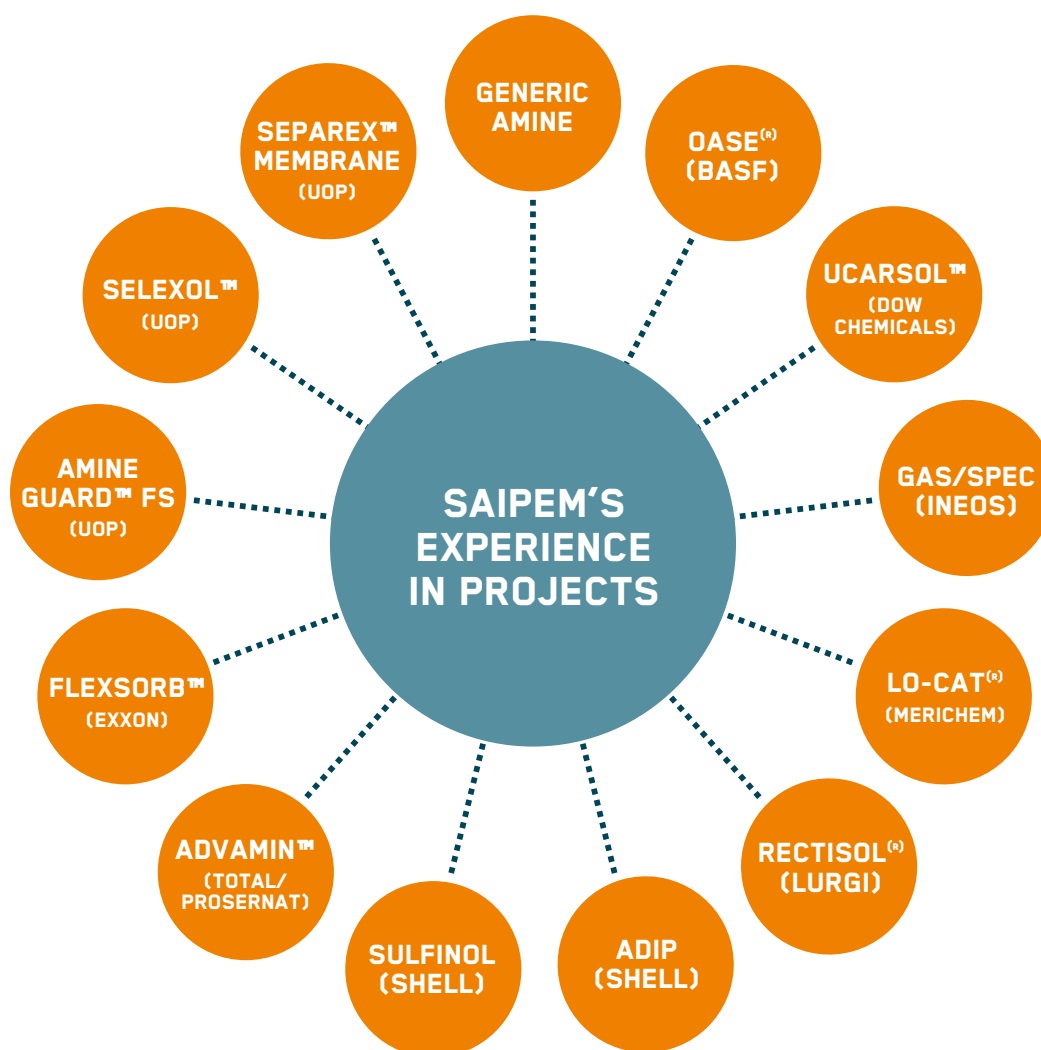 GENERIC
AMINE
OASE(R)
(BASF)
UCARSOL™
(DOW
CHEMICALS)
GAS/SPEC
(INEOS)
LO-CAT(R)
(MERICHEM)
RECTISOL(R)
(LURGI)
ADIP
(SHELL)
SULFINOL
(SHELL)
ADVAMIN™
(TOTAL/
PROSERNAT)
FLEXSORB™
(EXXON)
AMINE
GUARD™ FS
(UOP)
SELEXOL™
(UOP)
SEPAREX™
MEMBRANE
(UOP)
SAIPEM'S
EXPERIENCE
IN PROJECTS